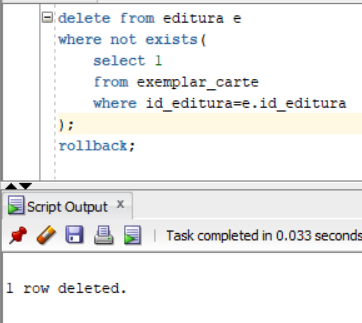 delete from editura e
where not exists(
select 1
from exemplar_carte
where id_editura=e.id_editura
);
rollback;
Script Output x
Task completed in 0.033 seconds
1 row deleted.